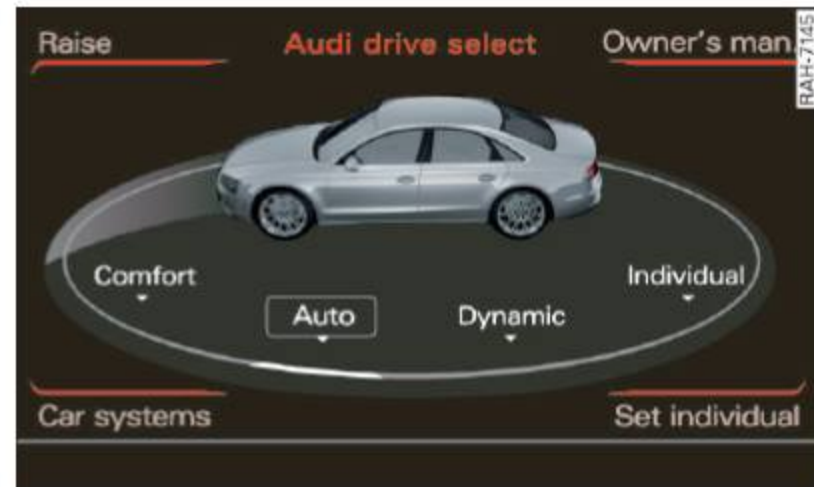 Raise
Audi drive select
Owner's man.
RAH-7145
Comfort
Individual
Auto
Dynamic
Car systems
Set individual